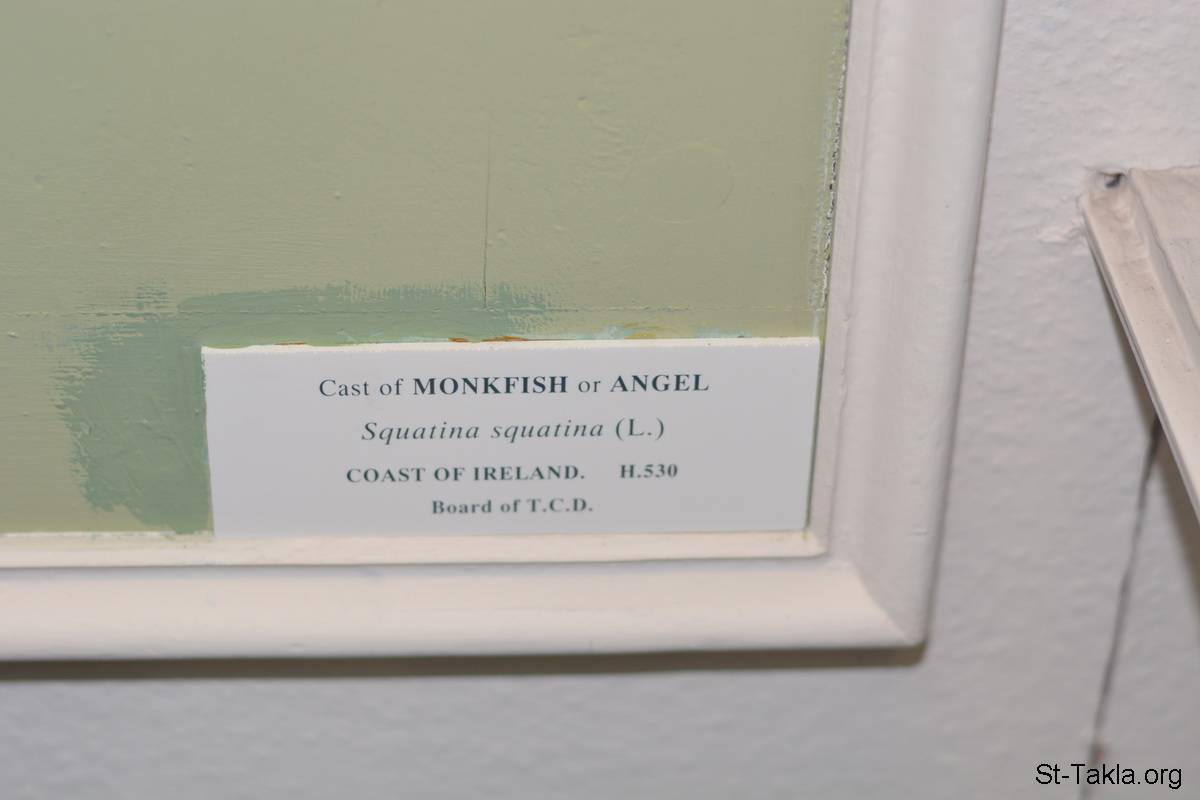 Cast of MONKFISH or ANGEL
Squatina squatina (L.)
COAST OF IRELAND. H.530
Board of T.C.D.
St-Takla.org